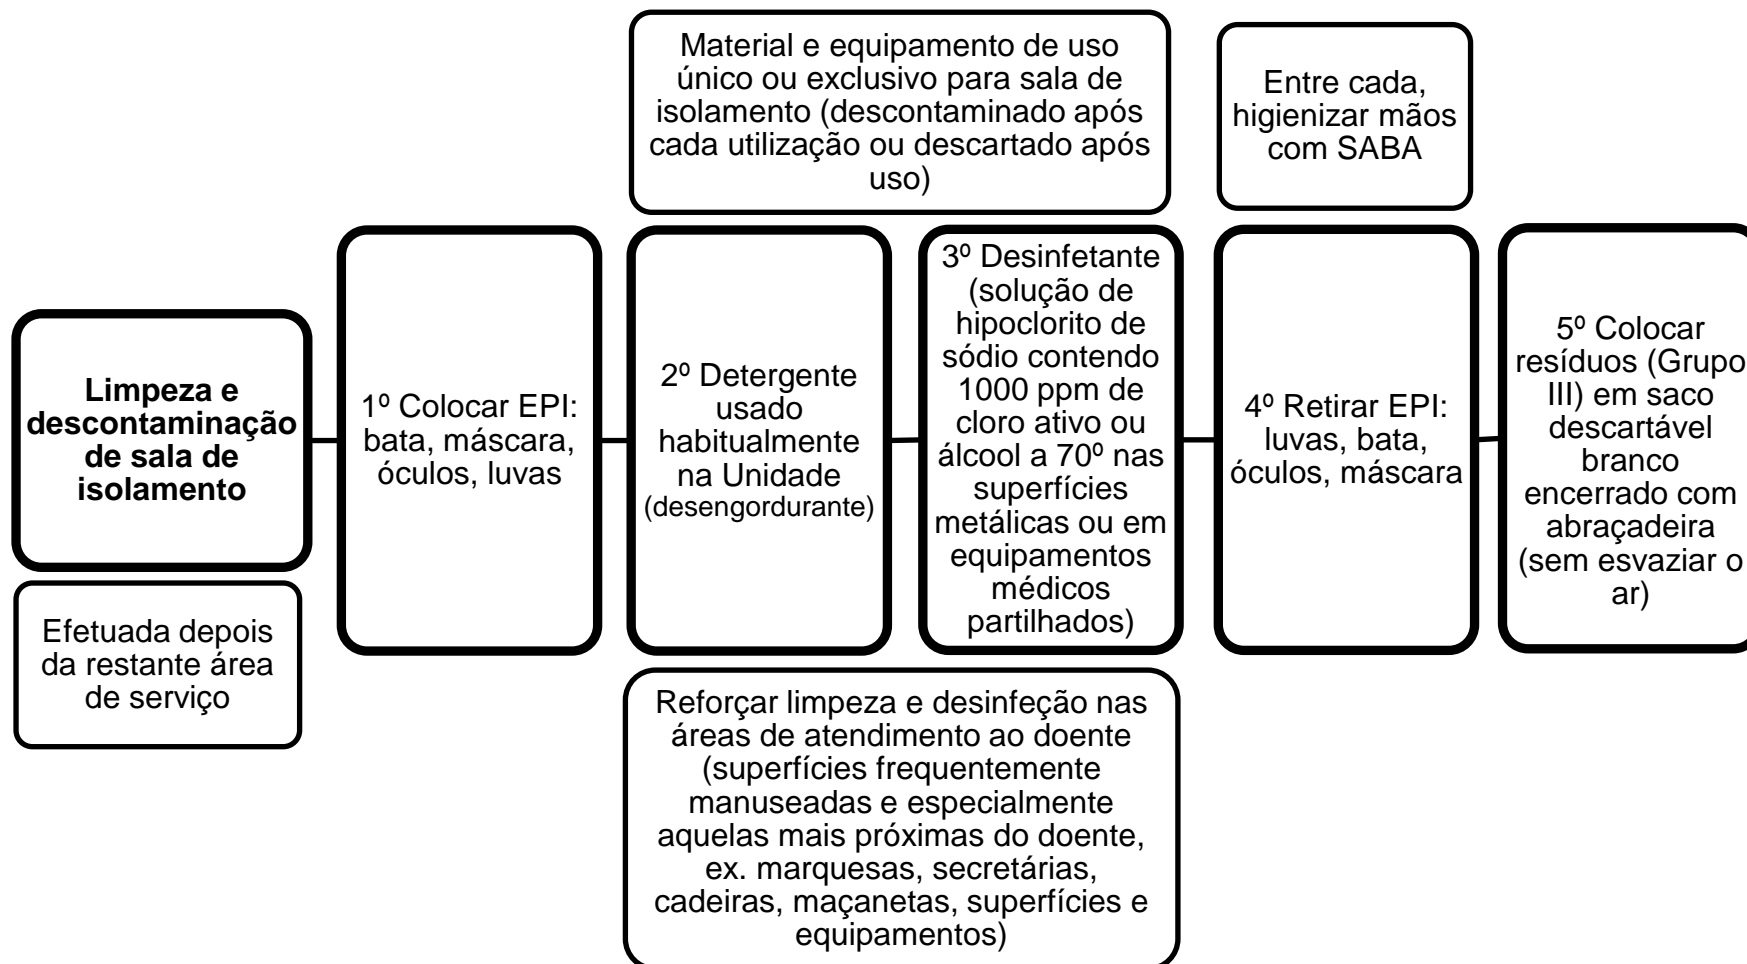 Material e equipamento de uso
único ou exclusivo para sala de
isolamento (descontaminado após
cada utilização ou descartado após
uso)
Entre cada,
higienizar mãos
com SABA
Limpeza e
descontaminação
de sala de
isolamento
Efetuada depois
da restante área
de serviço
1º Colocar EPI:
bata, máscara,
óculos, luvas
2º Detergente
usado
habitualmente
na Unidade
(desengordurante)
3º Desinfetante
(solução de
hipoclorito de
sódio contendo
1000 ppm de
cloro ativo ou
álcool a 70º nas
superfícies
metálicas ou em
equipamentos
médicos
partilhados)
4º Retirar EPI:
luvas, bata,
óculos, máscara
5º Colocar
resíduos (Grupo
III) em saco
descartável
branco
encerrado com
abraçadeira
(sem esvaziar o
ar)
Reforçar limpeza e desinfeção nas
áreas de atendimento ao doente
(superfícies frequentemente
manuseadas e especialmente
aquelas mais próximas do doente,
ex. marquesas, secretárias,
cadeiras, maçanetas, superfícies e
equipamentos)